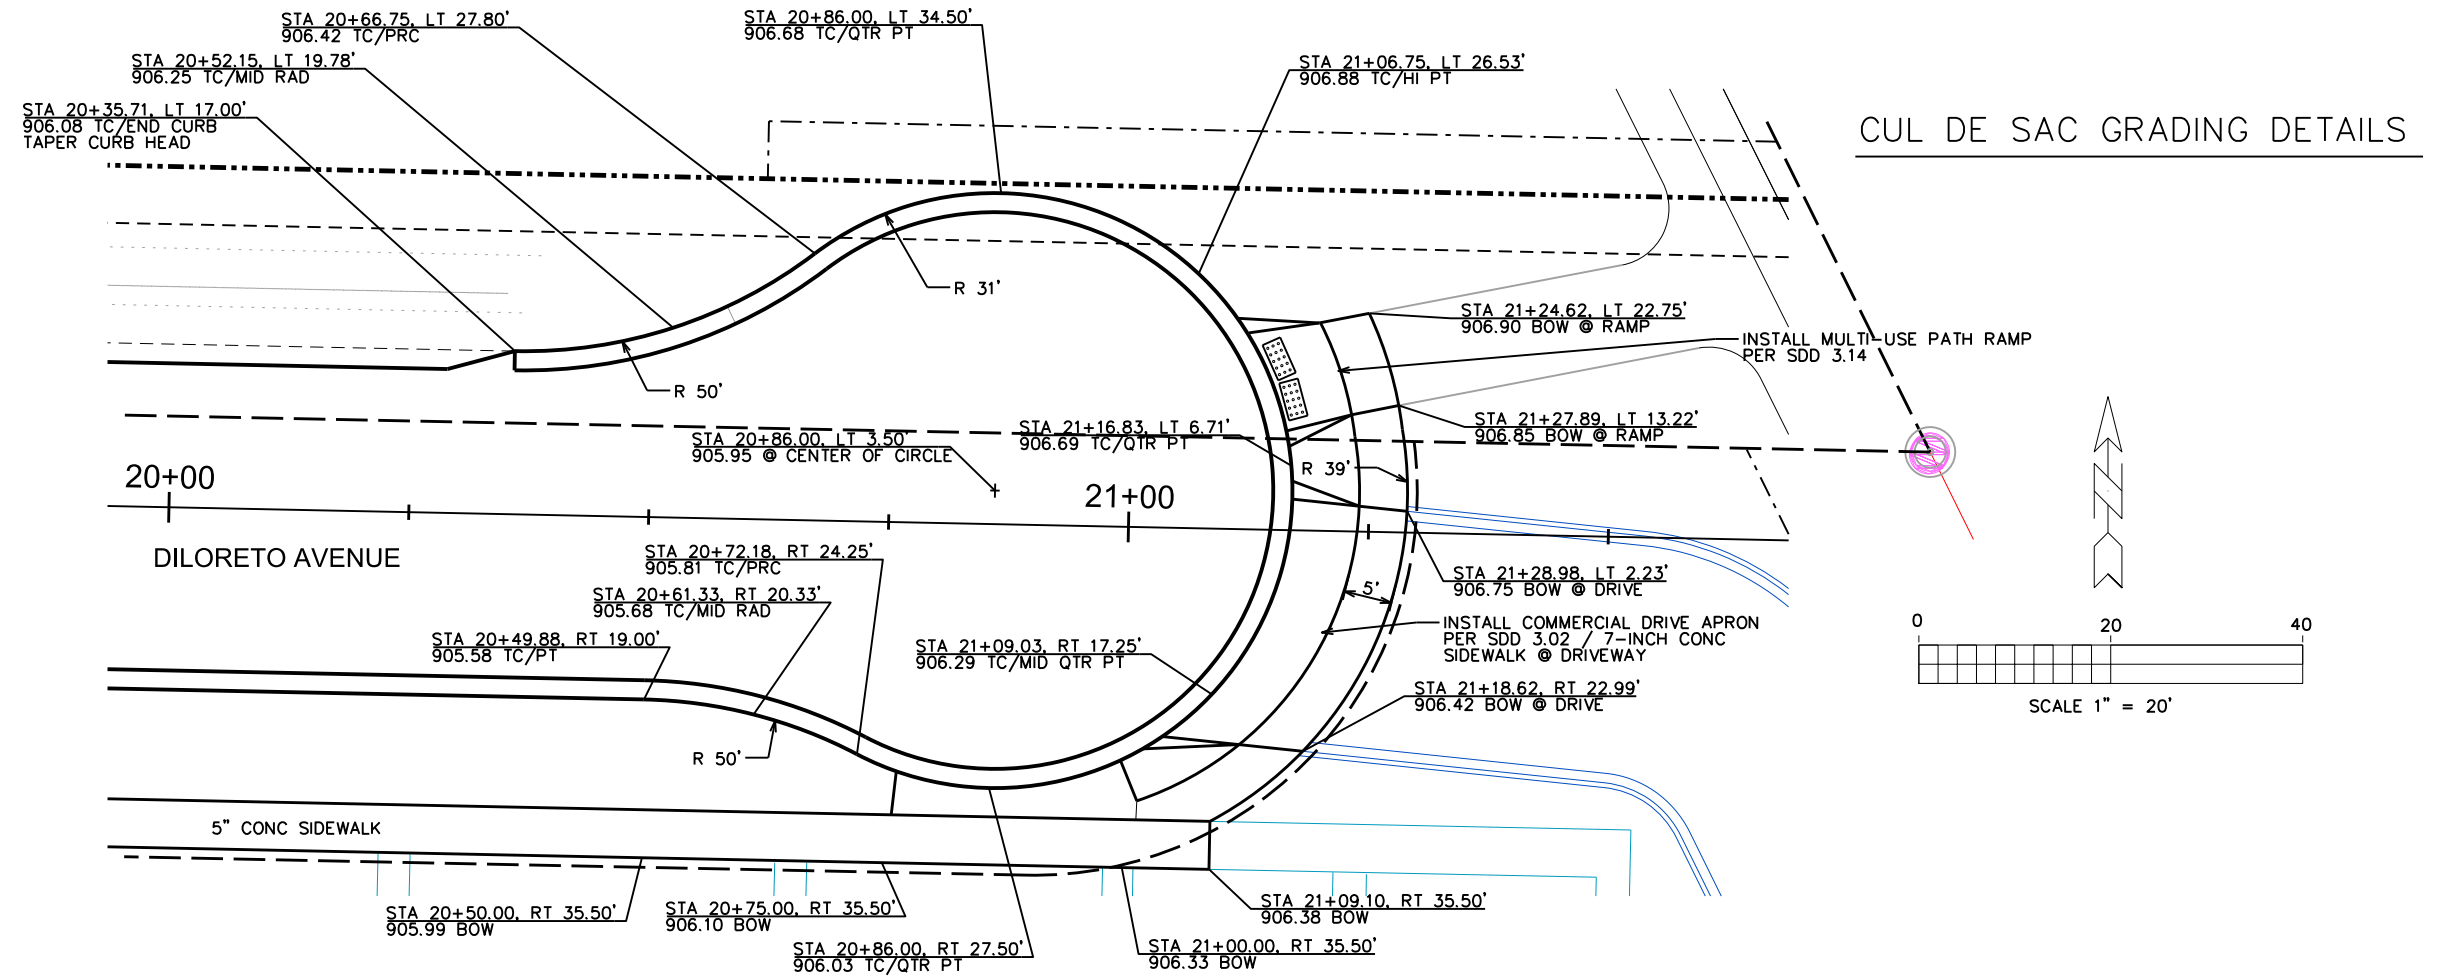 STA 20+66.75, LT 27.80'
906.42 TC/PRC
STA 20+86.00, LT 34.50'
906.68 TC/QTR PT
STA 20+52.15, LT 19.78'
906.25 TC/MID RAD
STA 21+06.75, LT 26.53'
906.88 TC/HI PT
STA 20+35.71, LT 17.00'
906.08 TC/END CURB
TAPER CURB HEAD
CUL DE SAC GRADING DETAILS
R 31'
STA 21+24.62, LT 22.75'
906.90 BOW @ RAMP
INSTALL MULTI-USE PATH RAMP
PER SDD 3.14
R 50'
STA 21+27.89, LT 13.22'
906.85 BOW @ RAMP
STA 21+16.83, LT 6.71'
906.69 TC/QTR PT
STA 20+86.00, LT 3.50'
905.95 @ CENTER OF CIRCLE
R 39'
20+00
21+00
N
DILORETO AVENUE
STA 20+72.18, RT 24.25'
905.81 TC/PRC
STA 21+28.98, LT 2.23'
906.75 BOW @ DRIVE
5'
STA 20+61.33, RT 20.33'
905.68 TC/MID RAD
INSTALL COMMERCIAL DRIVE APRON
PER SDD 3.02 / 7-INCH CONC
SIDEWALK @ DRIVEWAY
0 20 40
SCALE 1" = 20'
STA 20+49.88, RT 19.00'
905.58 TC/PT
STA 21+09.03, RT 17.25'
906.29 TC/MID QTR PT
STA 21+18.62, RT 22.99'
906.42 BOW @ DRIVE
R 50'
5" CONC SIDEWALK
STA 20+50.00, RT 35.50'
905.99 BOW
STA 20+75.00, RT 35.50'
906.10 BOW
STA 21+09.10, RT 35.50'
906.38 BOW
STA 20+86.00, RT 27.50'
906.03 TC/QTR PT
STA 21+00.00, RT 35.50'
906.33 BOW